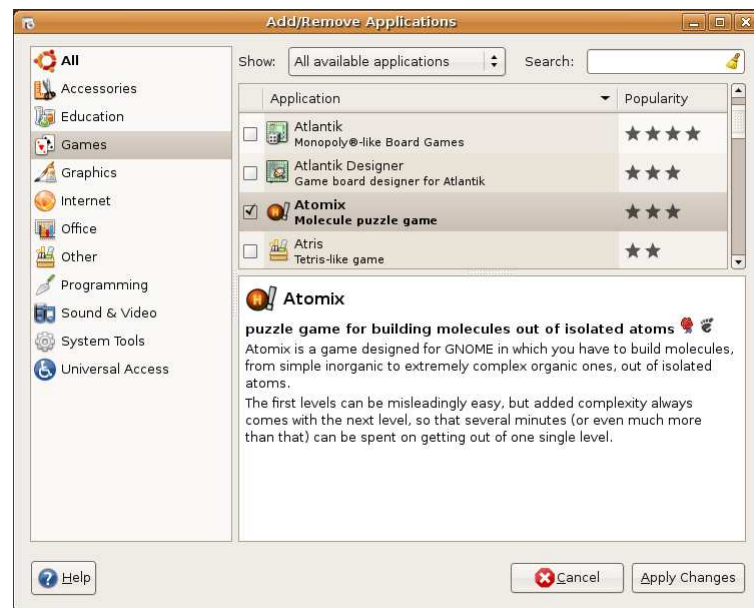 Add/Remove Applications
All
Accessories
Education
Games
Graphics
Internet
Office
Other
Programming
Sound & Video
System Tools
Universal Access
Show: All available applications Search:
Application Popularity
Atlantik
Monopoly®-like Board Games
Atlantik Designer
Game board designer for Atlantik
Atomix
Molecule puzzle game
Atris
Tetris-like game
Atomix
puzzle game for building molecules out of isolated atoms
Atomix is a game designed for GNOME in which you have to build molecules,
from simple inorganic to extremely complex organic ones, out of isolated
atoms.
The first levels can be misleadingly easy, but added complexity always
comes with the next level, so that several minutes (or even much more
than that) can be spent on getting out of one single level.
Help
Cancel
Apply Changes